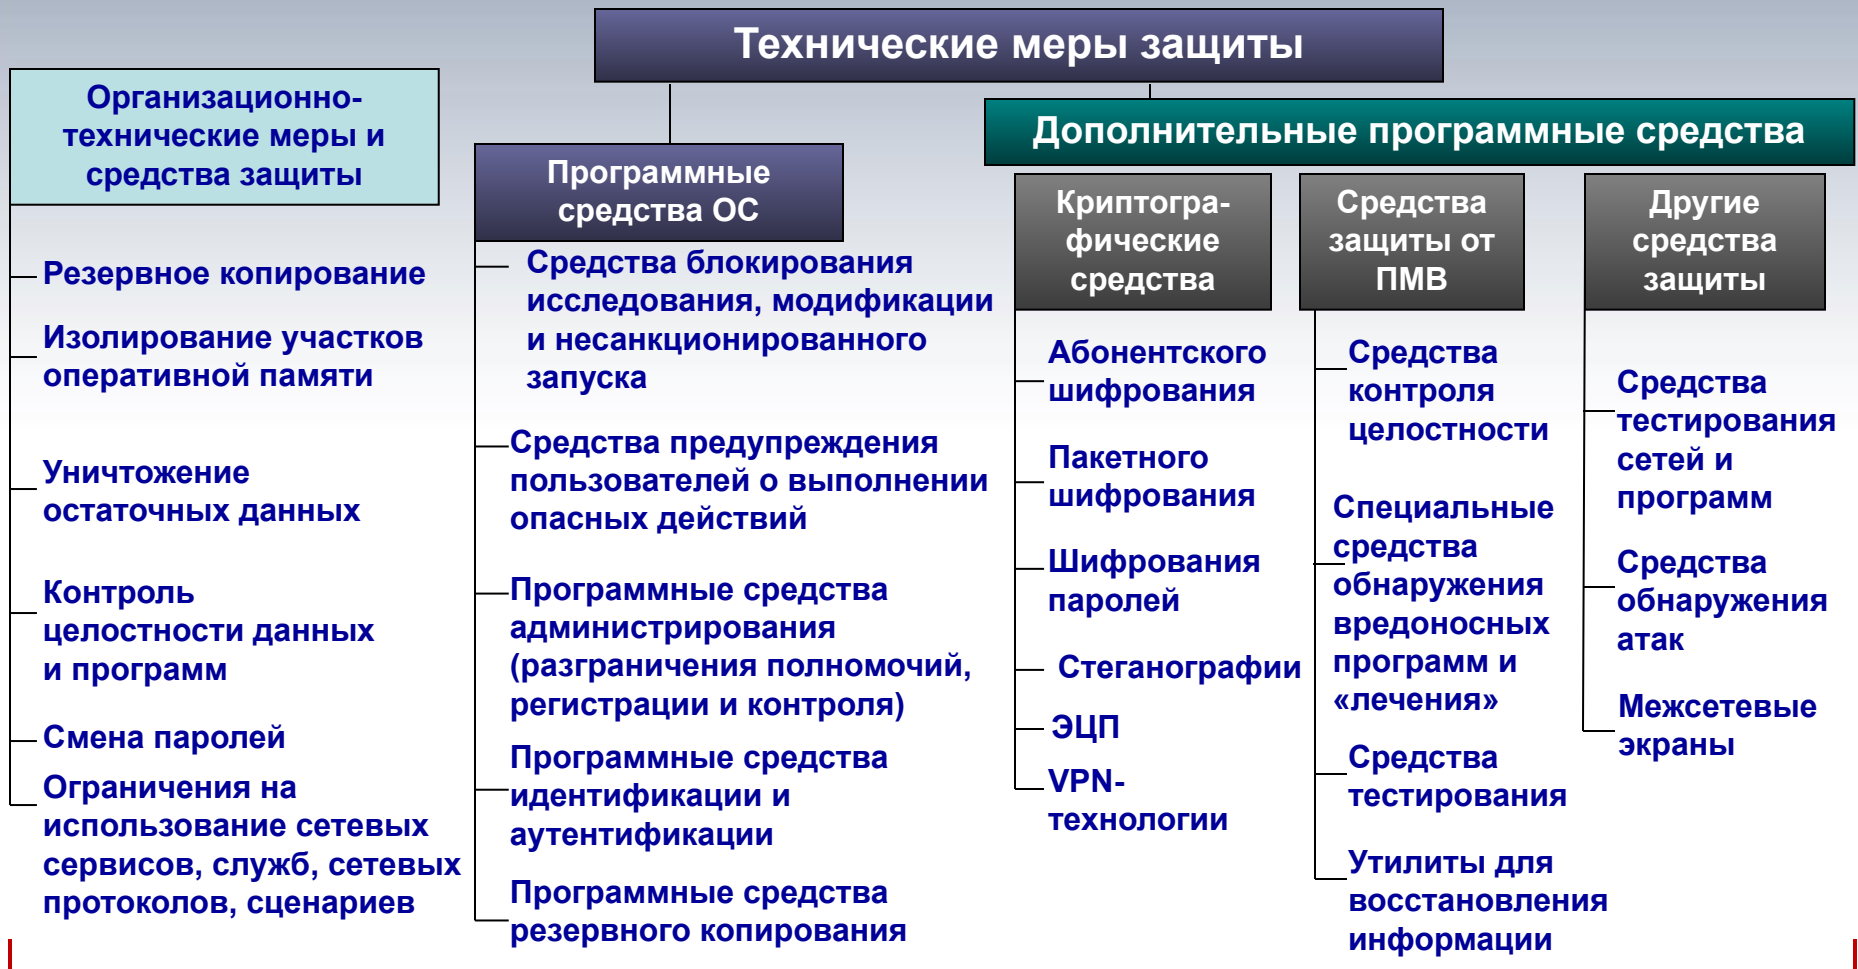 Технические меры защиты
Организационно-
технические меры и
средства защиты
Резервное копирование
Изолирование участков
оперативной памяти
Уничтожение
остаточных данных
Контроль
целостности данных
и программ
Смена паролей
Ограничения на
использование сетевых
сервисов, служб, сетевых
протоколов, сценариев
Программные
средства ОС
Средства блокирования
исследования, модификации
и несанкционированного
запуска
Средства предупреждения
пользователей о выполнении
опасных действий
Программные средства
администрирования
(разграничения полномочий,
регистрации и контроля)
Программные средства
идентификации и
аутентификации
Программные средства
резервного копирования
Дополнительные программные средства
Криптогра-
фические
средства
Абонентского
шифрования
Пакетного
шифрования
Шифрования
паролей
Стеганографии
ЭЦП
VPN-
технологии
Средства
защиты от
ПМВ
Средства
контроля
целостности
Специальные
средства
обнаружения
вредоносных
программ и
«лечения»
Средства
тестирования
Утилиты для
восстановления
информации
Другие
средства
защиты
Средства
тестирования
сетей и
программ
Средства
обнаружения
атак
Межсетевые
экраны